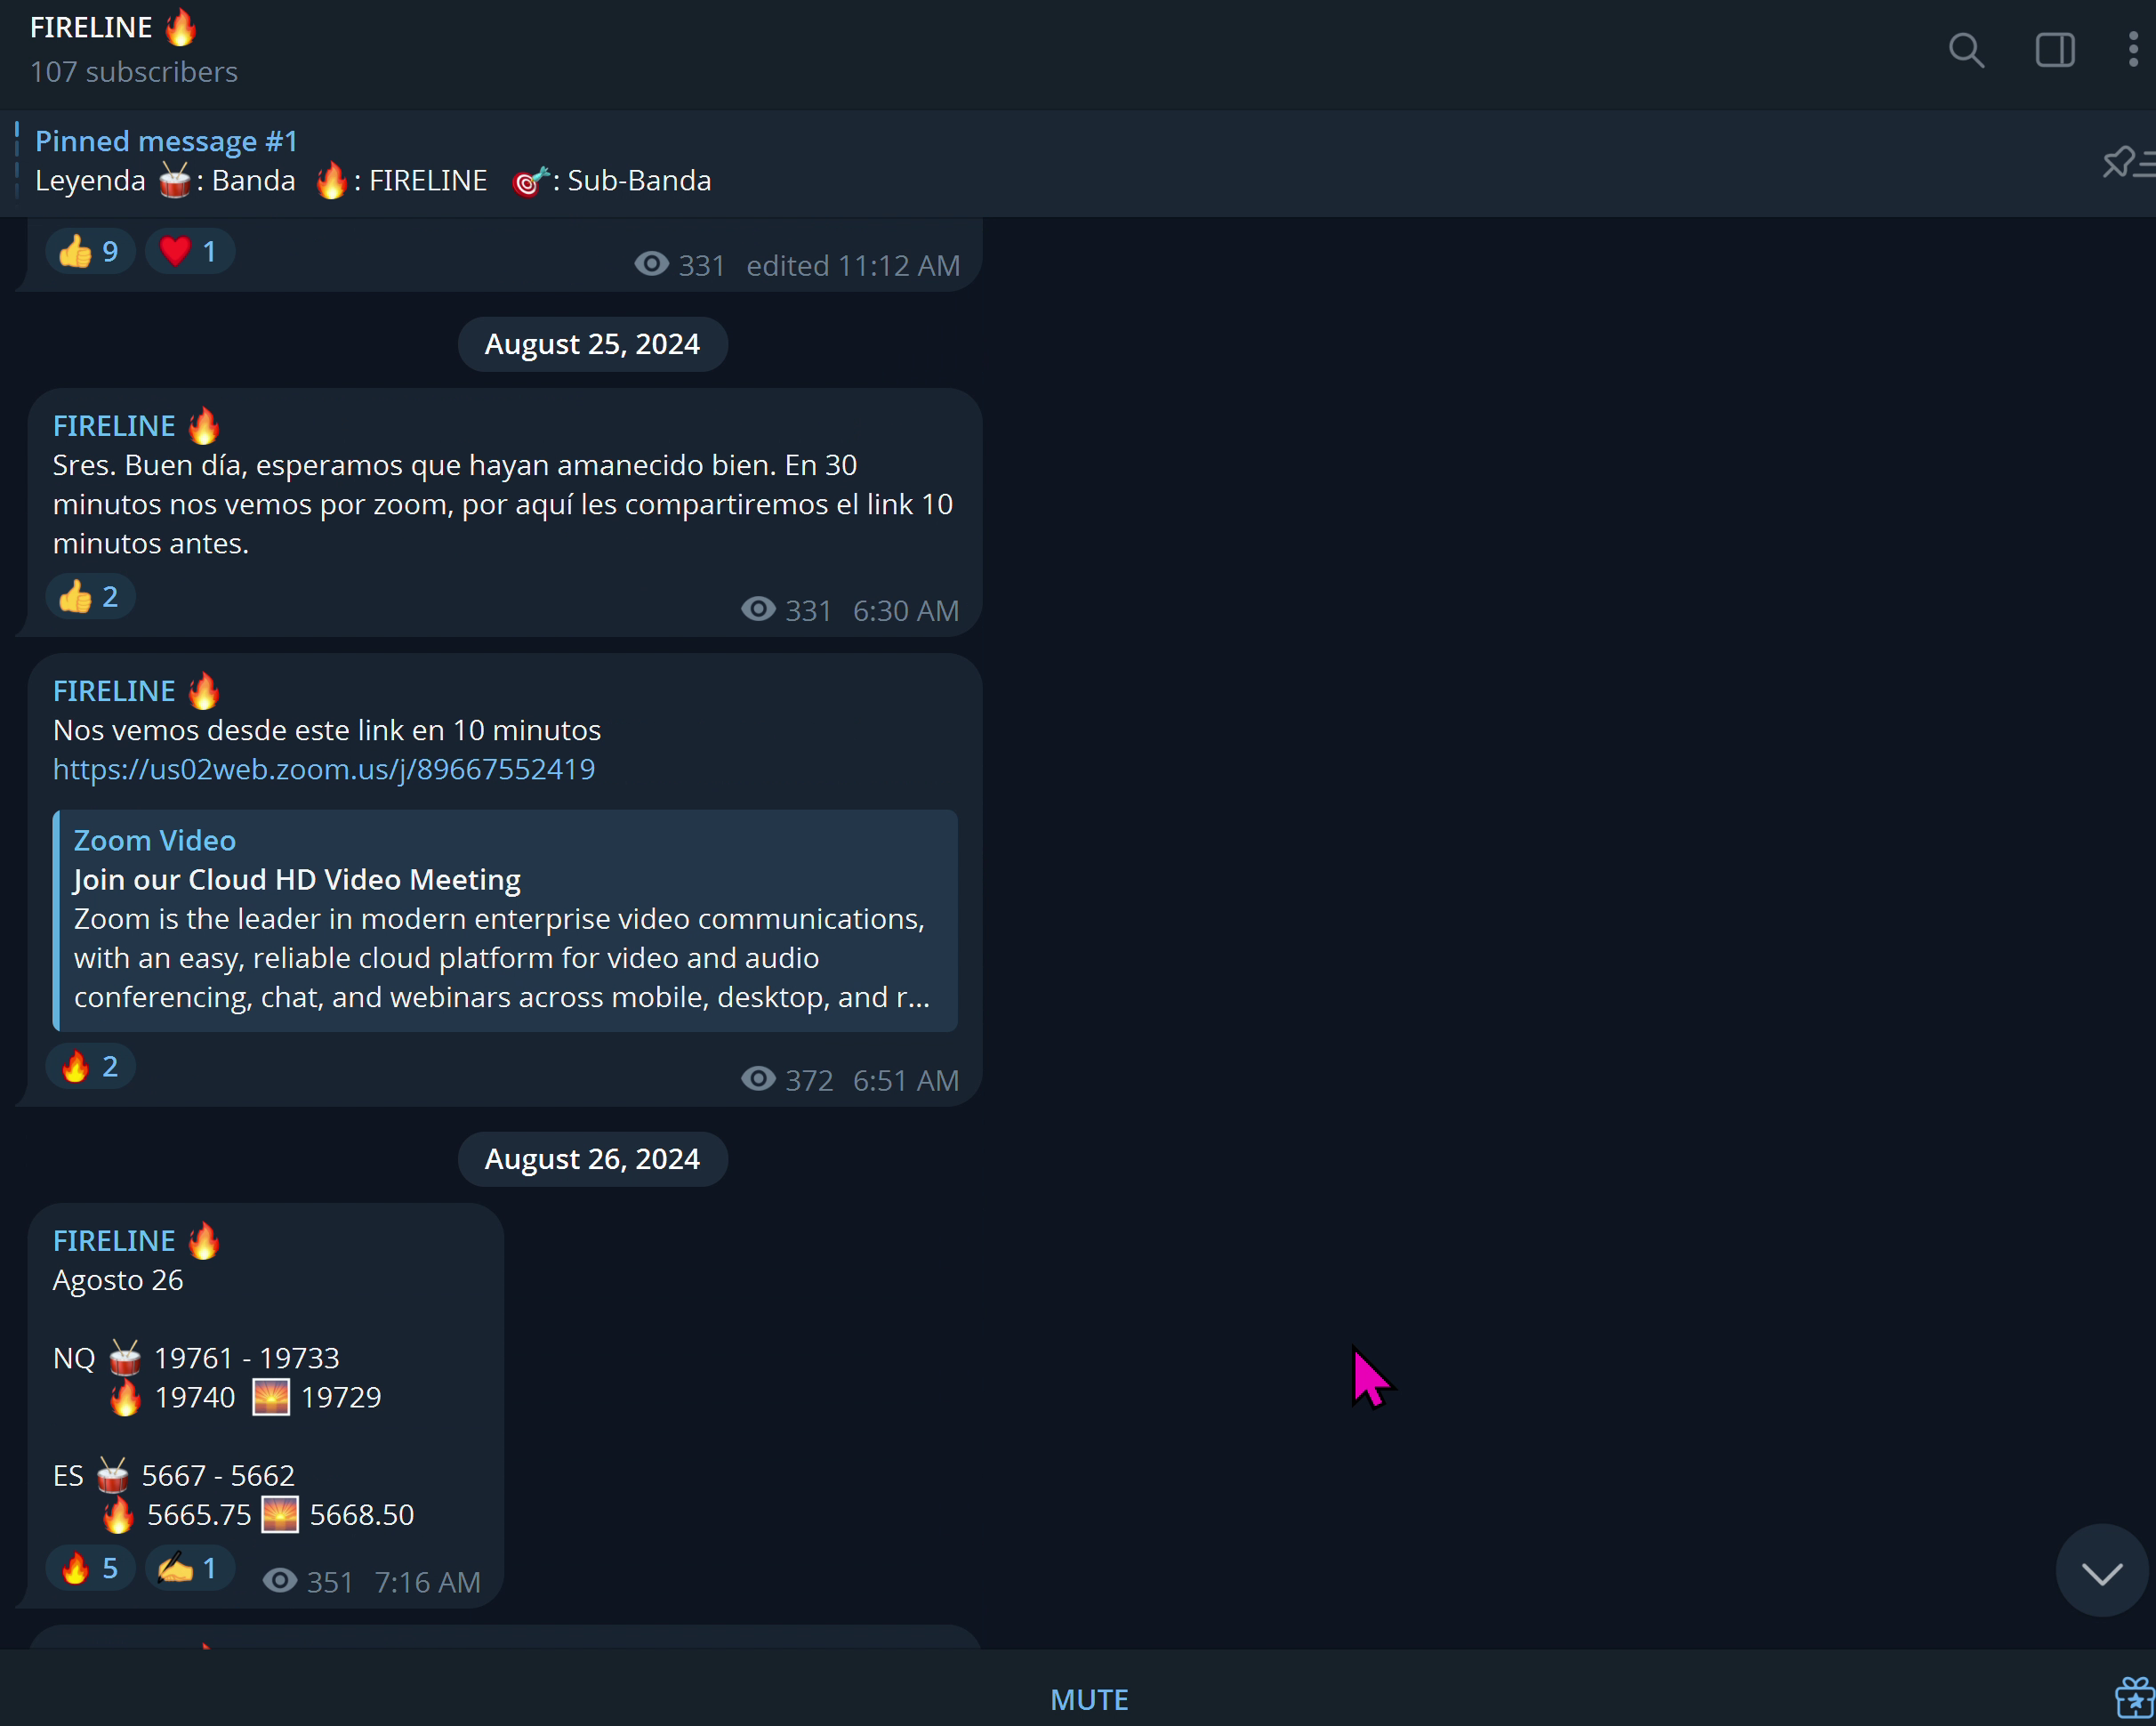 FIRELINE 🔥
107 subscribers
Pinned message #1
Leyenda 🥁: Banda 🔥: FIRELINE 🎯: Sub-Banda
👍 9 ❤️ 1 331 edited 11:12 AM
August 25, 2024
FIRELINE 🔥
Sres. Buen día, esperamos que hayan amanecido bien. En 30
minutos nos vemos por zoom, por aquí les compartiremos el link 10
minutos antes.
👍 2 331 6:30 AM
FIRELINE 🔥
Nos vemos desde este link en 10 minutos
https://us02web.zoom.us/j/89667552419
Zoom Video
Join our Cloud HD Video Meeting
Zoom is the leader in modern enterprise video communications,
with an easy, reliable cloud platform for video and audio
conferencing, chat, and webinars across mobile, desktop, and r...
🔥 2 372 6:51 AM
August 26, 2024
FIRELINE 🔥
Agosto 26
NQ 🥁 19761 - 19733
🔥 19740 🌅 19729
ES 🥁 5667 - 5662
🔥 5665.75 🌅 5668.50
🔥 5 ✍️ 1 351 7:16 AM
MUTE